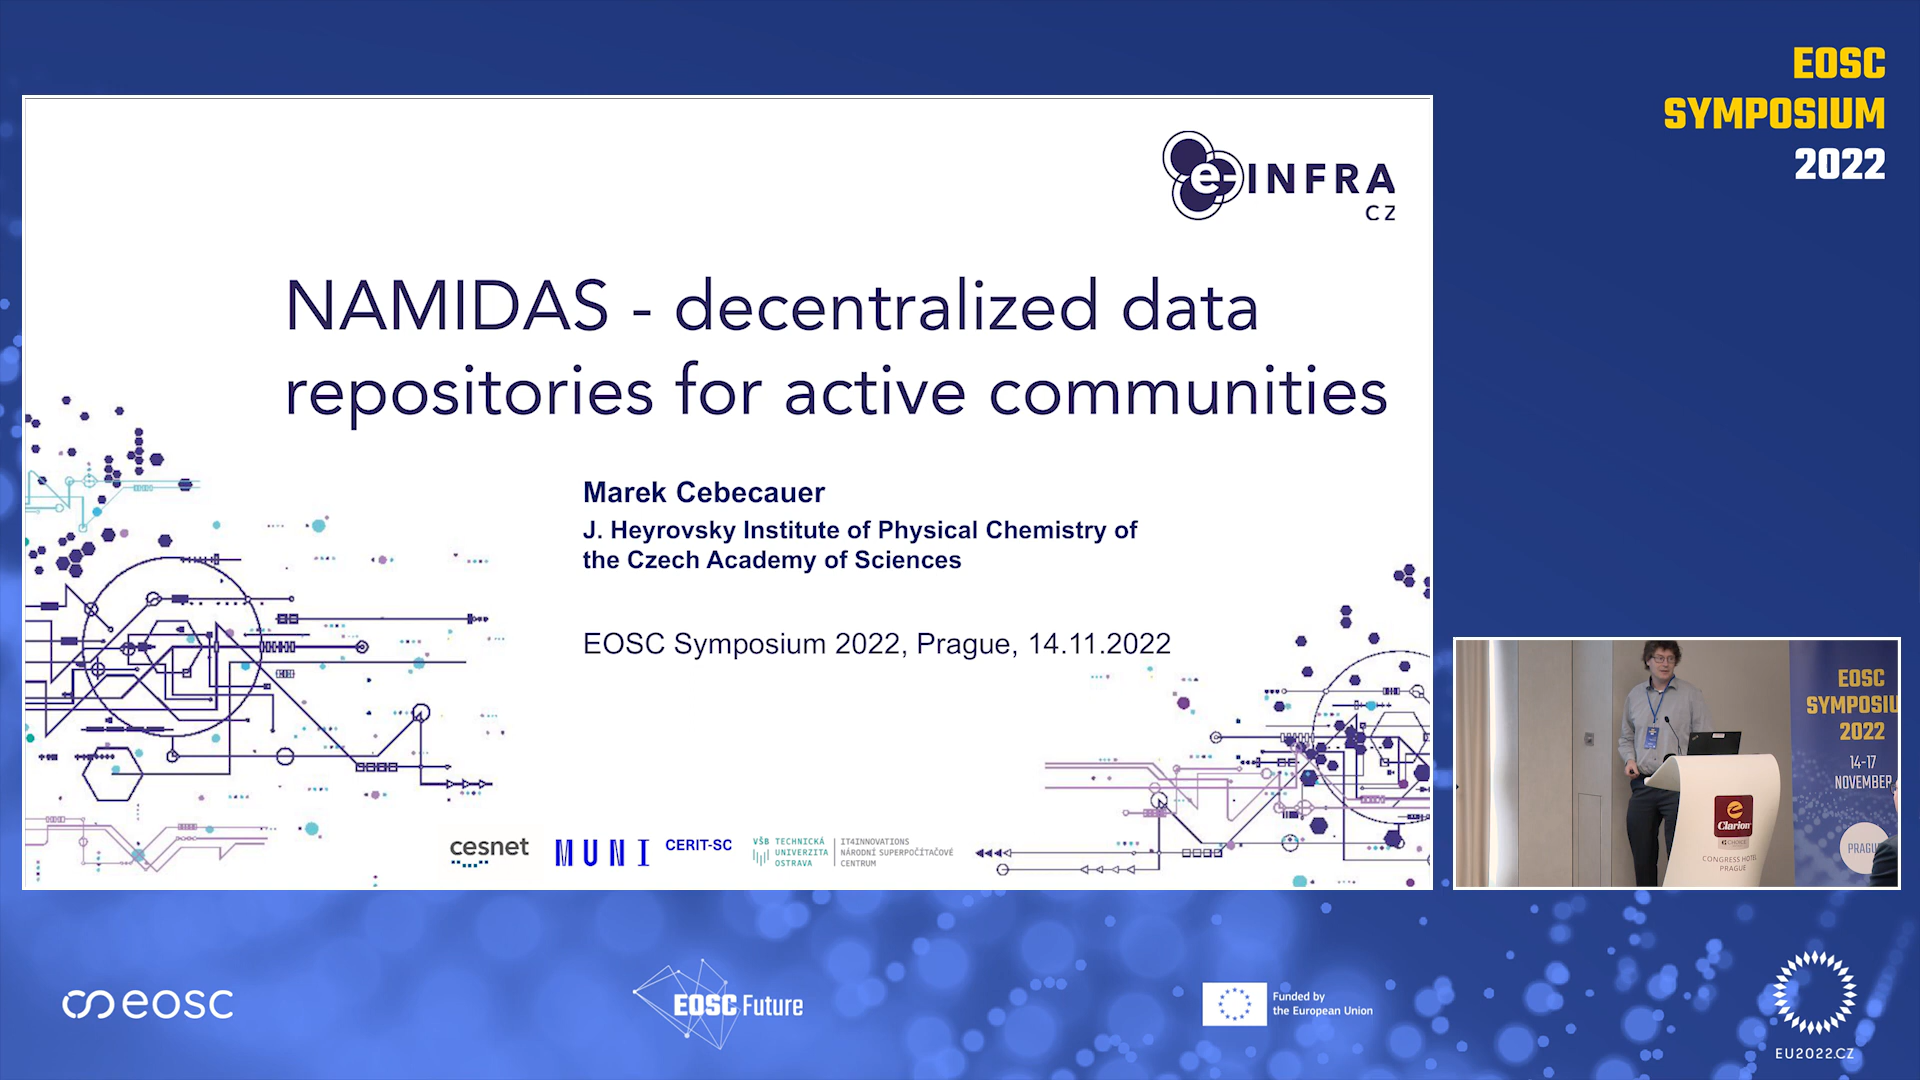 EOSC
SYMPOSIUM
2022
e-INFRA
CZ
NAMIDAS - decentralized data
repositories for active communities
Marek Cebecauer
J. Heyrovsky Institute of Physical Chemistry of
the Czech Academy of Sciences
EOSC Symposium 2022, Prague, 14.11.2022
cesnet
MUNI
CERIT-SC
VŠB TECHNICKÁ
UNIVERZITA
OSTRAVA
IT4INNOVATIONS
NÁRODNÍ SUPERPOČÍTAČOVÉ
CENTRUM
EOSC
SYMPOSIU
2022
14-17
NOVEMBER
PRAGU
Clarion
CONGRESS HOTEL
PRAGUE
eosc
EOSC Future
Funded by
the European Union
EU2022.CZ